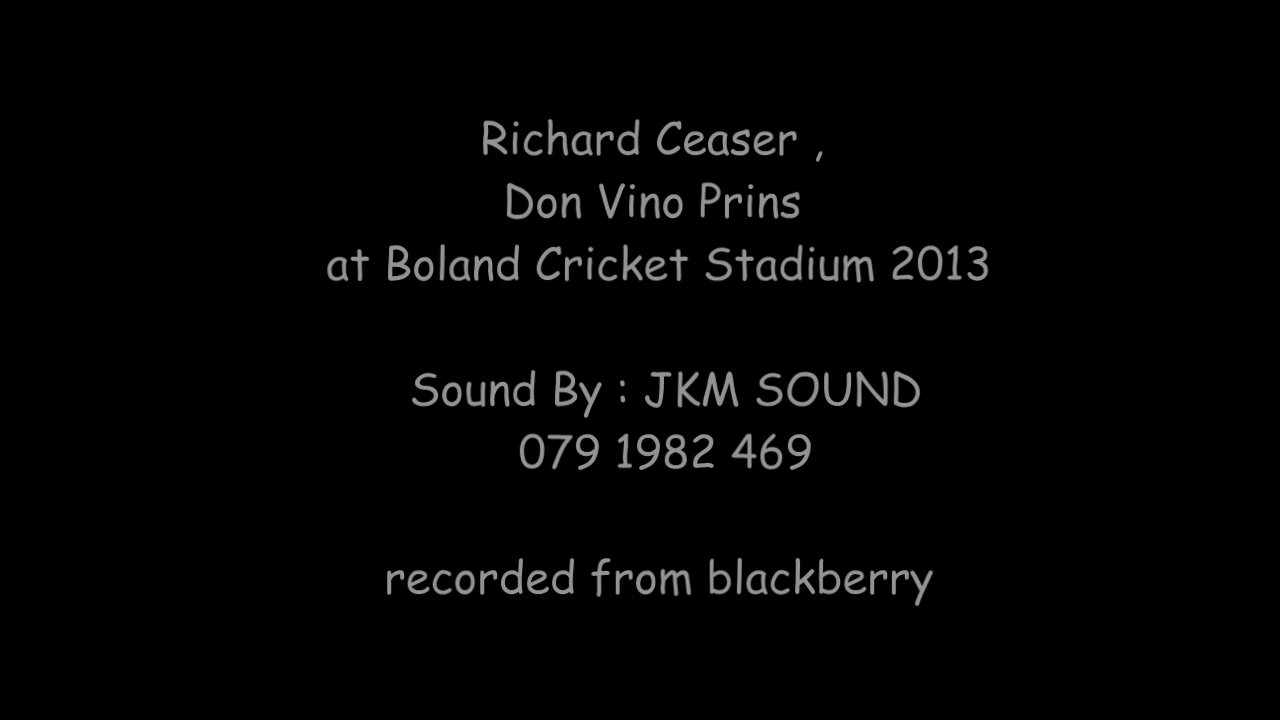 Richard Ceaser ,
Don Vino Prins
at Boland Cricket Stadium 2013
Sound By : JKM SOUND
079 1982 469
recorded from blackberry